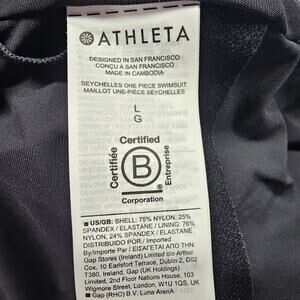 ATHLETA
DESIGNED IN SAN FRANCISCO
CONÇU À SAN FRANCISCO
MADE IN CAMBODIA
SEYCHELLES ONE PIECE SWIMSUIT
MAILLOT UNE-PIÈCE SEYCHELLES
L
G
Certified
Certifiée
B
Entreprise
Corporation
■ US/GB: SHELL: 75% NYLON, 25%
SPANDEX / ELASTANE / LINING: 76%
NYLON, 24% SPANDEX / ELASTANE
DISTRIBUIDO POR / Imported
By/Importe Par / ΕΙΣΑΓΕΤΑΙ ΑΠΟ ΤΗΝ
Gap Stores (Ireland) Limited c/o Arthur
Cox, 10 Earlsfort Terrace, Dublin 2, D02
T380, Ireland, Gap (UK Holdings)
Limited, 2nd Floor Nations House, 103
Wigmore Street, London, W1U 1QS, UK
■ Gap (RHC) B.V. Luna ArenA